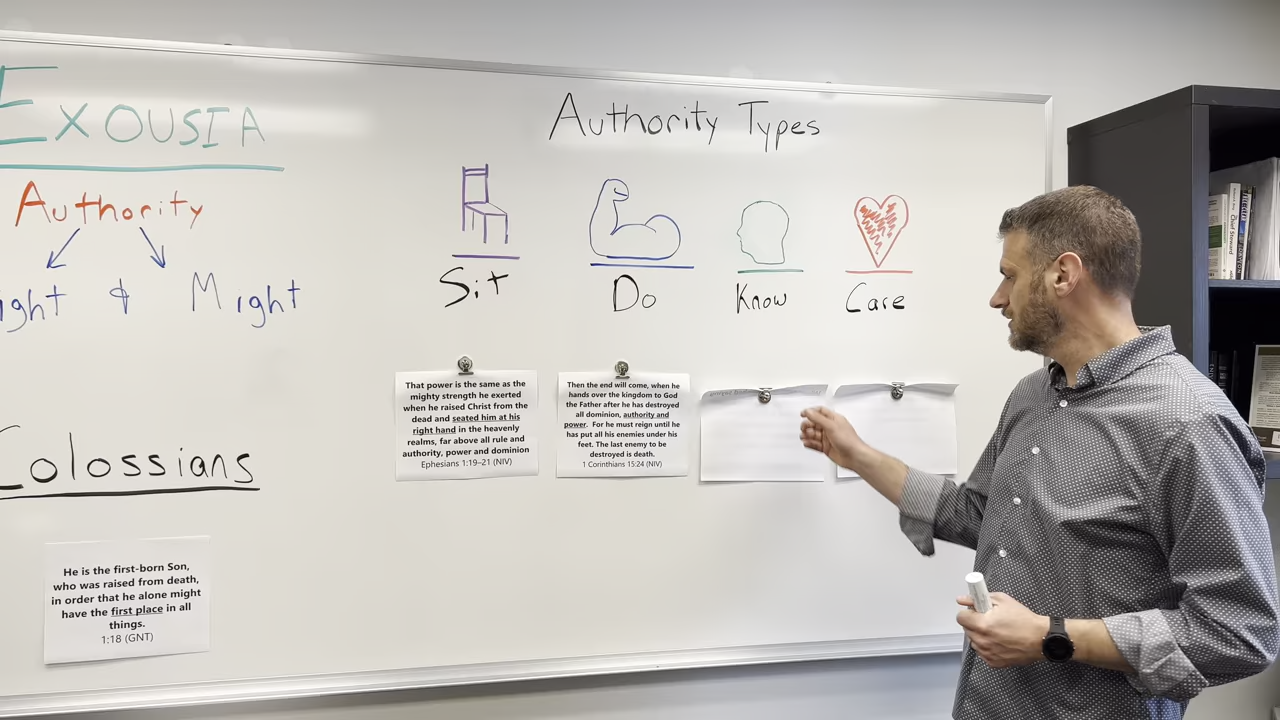 EXOUSIA
Authority
ight & Might
Colossians
He is the first-born Son,
who was raised from death,
in order that he alone might
have the first place in all
things.
1:18 (GNT)
Authority Types
Sit
Do
Know
Care
That power is the same as the
mighty strength he exerted
when he raised Christ from the
dead and seated him at his
right hand in the heavenly
realms, far above all rule and
authority, power and dominion
Ephesians 1:19–21 (NIV)
Then the end will come, when he
hands over the kingdom to God
the Father after he has destroyed
all dominion, authority and
power. For he must reign until he
has put all his enemies under his
feet. The last enemy to be
destroyed is death.
1 Corinthians 15:24 (NIV)